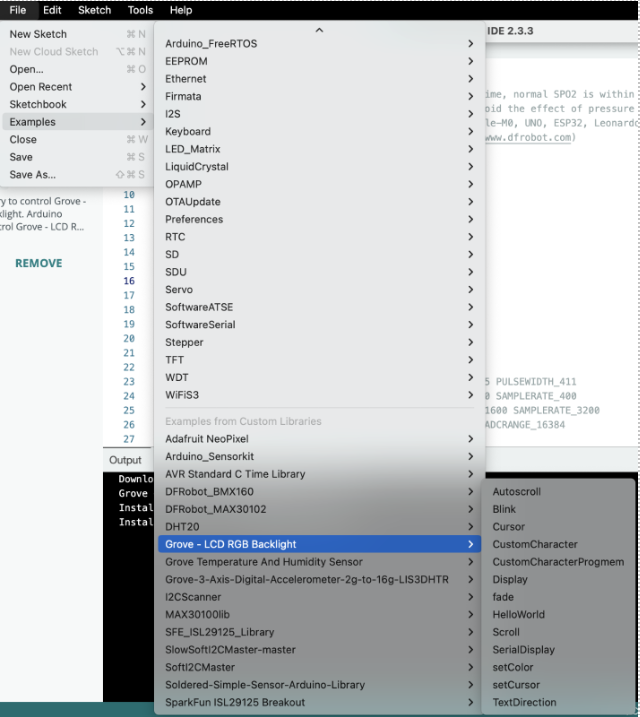 File Edit Sketch Tools Help
IDE 2.3.3
New Sketch ⌘ N
New Cloud Sketch ⌥ ⌘ N
Open... ⌘ O
Open Recent
Sketchbook
Examples
Close ⌘ W
Save ⌘ S
Save As... ⇧ ⌘ S
ry to control Grove -
klight. Arduino
trol Grove - LCD R...
REMOVE
10
11
12
13
14
15
16
17
18
19
20
21
22
23
24
25
26
27
Arduino_FreeRTOS
EEPROM
Ethernet
Firmata
I2S
Keyboard
LED_Matrix
LiquidCrystal
OPAMP
OTAUpdate
Preferences
RTC
SD
SDU
Servo
SoftwareATSE
SoftwareSerial
Stepper
TFT
WDT
WiFiS3
Examples from Custom Libraries
Adafruit NeoPixel
Arduino_Sensorkit
AVR Standard C Time Library
DFRobot_BMX160
DFRobot_MAX30102
DHT20
Grove - LCD RGB Backlight
Grove Temperature And Humidity Sensor
Grove-3-Axis-Digital-Accelerometer-2g-to-16g-LIS3DHTR
I2CScanner
MAX30100lib
SFE_ISL29125_Library
SlowSoftI2CMaster-master
SoftI2CMaster
Soldered-Simple-Sensor-Arduino-Library
SparkFun ISL29125 Breakout
ime, normal SPO2 is within
oid the effect of pressure
le-M0, UNO, ESP32, Leonardo
www.dfrobot.com)
5 PULSEWIDTH_411
0 SAMPLERATE_400
1600 SAMPLERATE_3200
ADCRANGE_16384
Output
Downlo
Grove
Instal
Instal
Autoscroll
Blink
Cursor
CustomCharacter
CustomCharacterProgmem
Display
fade
HelloWorld
Scroll
SerialDisplay
setColor
setCursor
TextDirection